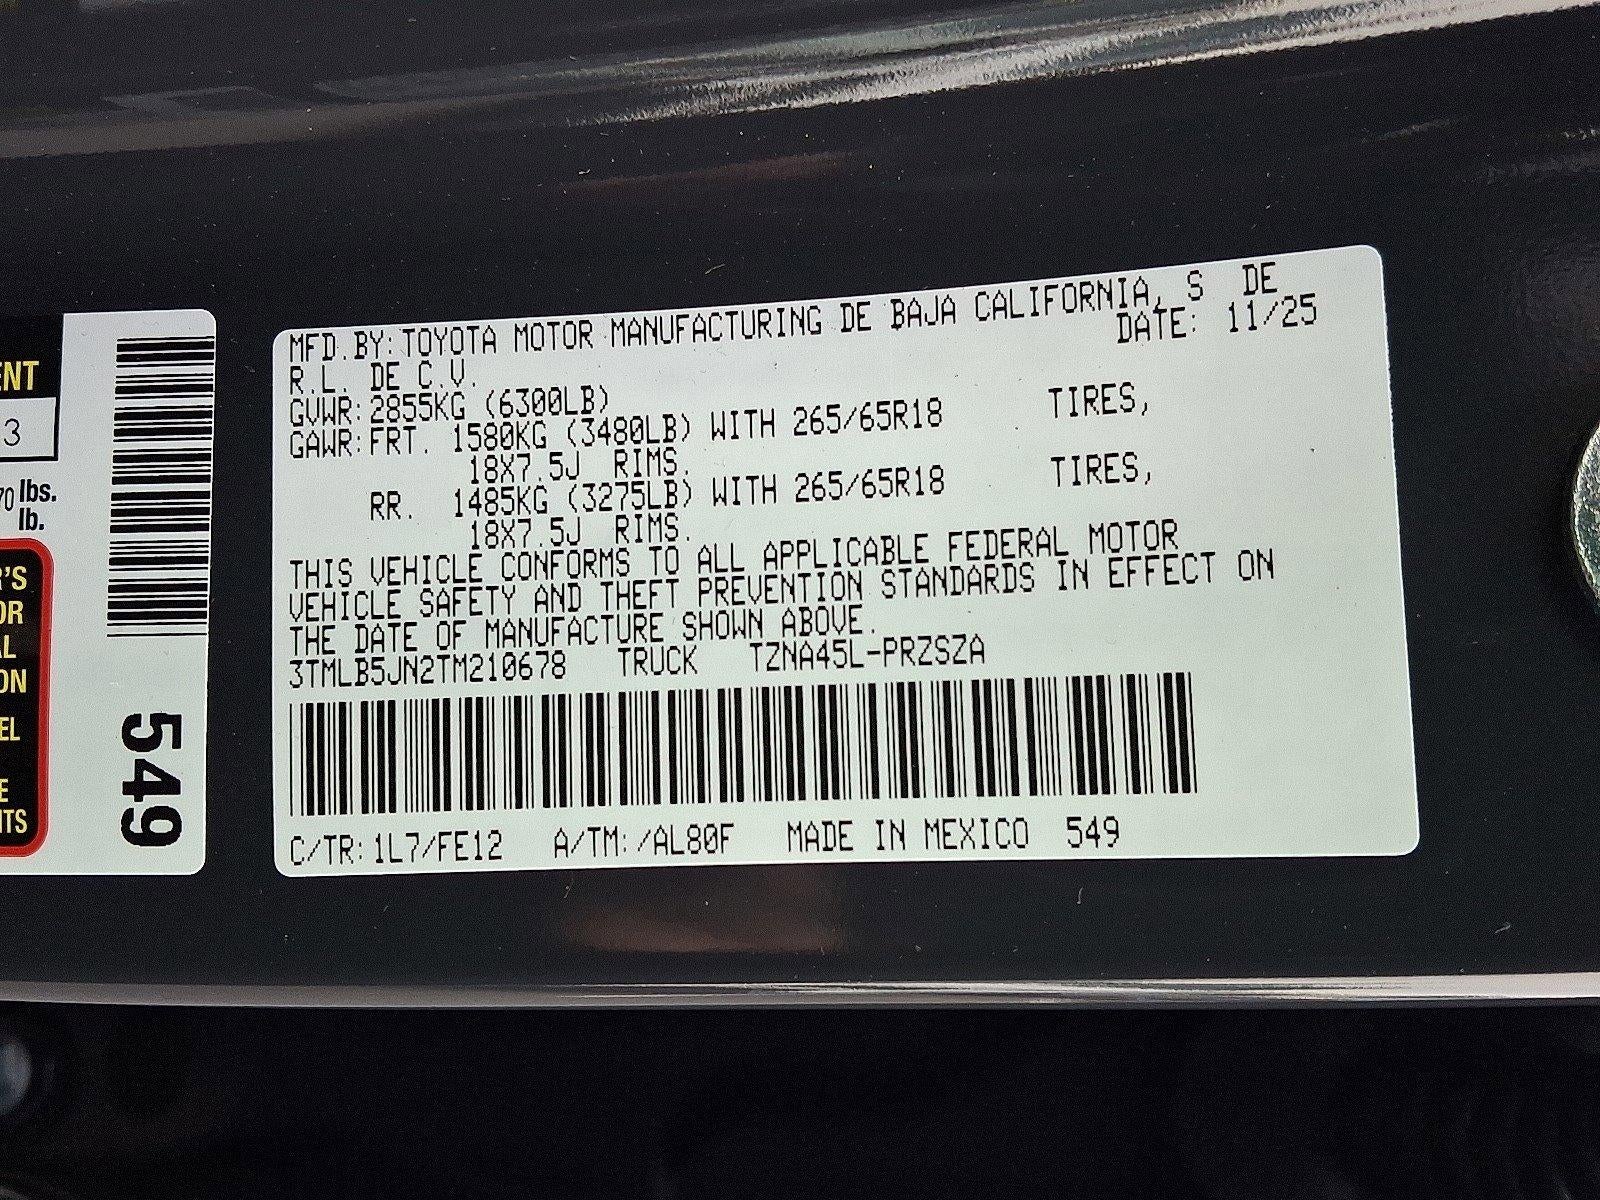 MFD.BY:TOYOTA MOTOR MANUFACTURING DE BAJA CALIFORNIA, S DE
R.L. DE C.V. DATE: 11/25
GVWR:2855KG (6300LB)
GAWR:FRT. 1580KG (3480LB) WITH 265/65R18 TIRES,
18X7.5J RIMS.
RR. 1485KG (3275LB) WITH 265/65R18 TIRES,
18X7.5J RIMS.
THIS VEHICLE CONFORMS TO ALL APPLICABLE FEDERAL MOTOR
VEHICLE SAFETY AND THEFT PREVENTION STANDARDS IN EFFECT ON
THE DATE OF MANUFACTURE SHOWN ABOVE.
3TMLB5JN2TM210678 TRUCK TZNA45L-PRZSZA
C/TR:1L7/FE12 A/TM:/AL80F MADE IN MEXICO 549
3
lbs.
lb.
549